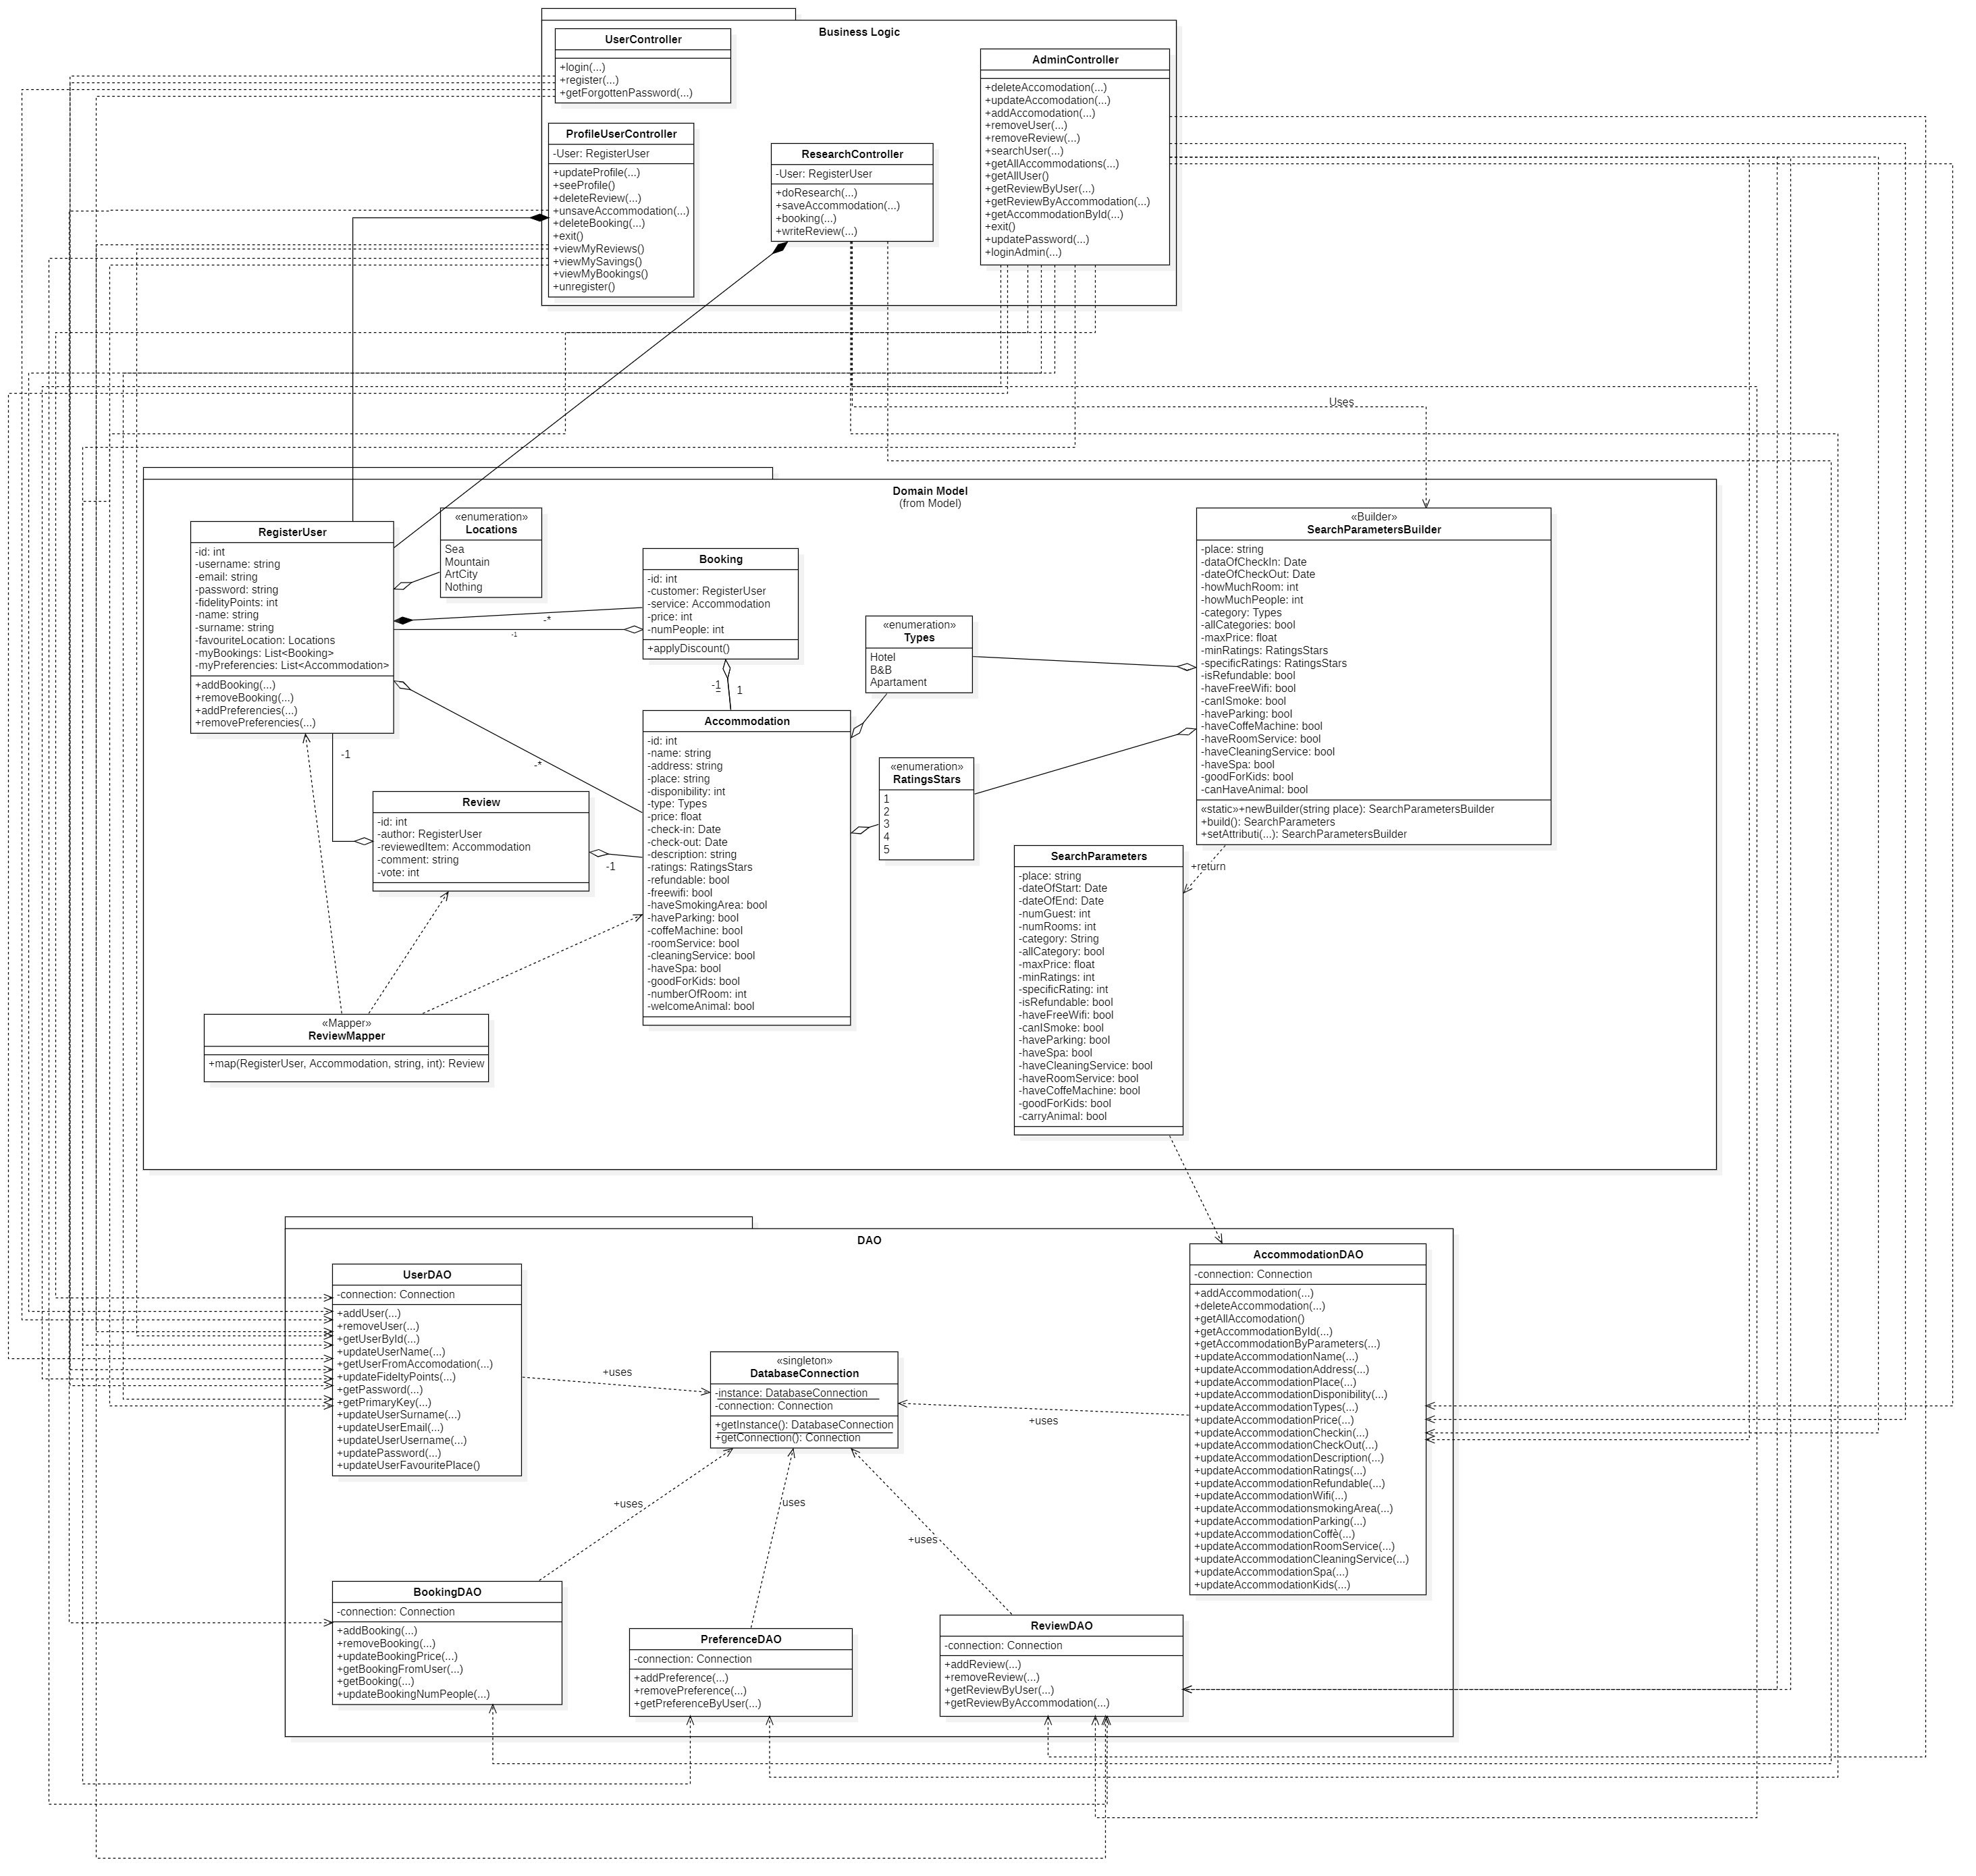 Business Logic
UserController
+login(...)
+register(...)
+getForgottenPassword(...)
ProfileUserController
-User: RegisterUser
+updateProfile(...)
+seeProfile()
+deleteReview(...)
+unsaveAccommodation(...)
+deleteBooking(...)
+exit()
+viewMyReviews()
+viewMySavings()
+viewMyBookings()
+unregister()
ResearchController
-User: RegisterUser
+doResearch(...)
+saveAccommodation(...)
+booking(...)
+writeReview(...)
AdminController
+deleteAccomodation(...)
+updateAccomodation(...)
+addAccomodation(...)
+removeUser(...)
+removeReview(...)
+searchUser(...)
+getAllAccommodations(...)
+getAllUser()
+getReviewByUser(...)
+getReviewByAccommodation(...)
+getAccommodationById(...)
+exit()
+updatePassword(...)
+loginAdmin(...)
Uses
Domain Model
(from Model)
RegisterUser
-id: int
-username: string
-email: string
-password: string
-fidelityPoints: int
-name: string
-surname: string
-favouriteLocation: Locations
-myBookings: List<Booking>
-myPreferencies: List<Accommodation>
+addBooking(...)
+removeBooking(...)
+addPreferencies(...)
+removePreferencies(...)
«enumeration»
Locations
Sea
Mountain
ArtCity
Nothing
Booking
-id: int
-customer: RegisterUser
-service: Accommodation
-price: int
-numPeople: int
+applyDiscount()
-*
-1
-1
1
-*
-1
-1
«enumeration»
Types
Hotel
B&B
Apartament
Accommodation
-id: int
-name: string
-address: string
-place: string
-disponibility: int
-type: Types
-price: float
-check-in: Date
-check-out: Date
-description: string
-ratings: RatingsStars
-refundable: bool
-freewifi: bool
-haveSmokingArea: bool
-haveParking: bool
-coffeMachine: bool
-roomService: bool
-cleaningService: bool
-haveSpa: bool
-goodForKids: bool
-numberOfRoom: int
-welcomeAnimal: bool
«enumeration»
RatingsStars
1
2
3
4
5
Review
-id: int
-author: RegisterUser
-reviewedItem: Accommodation
-comment: string
-vote: int
«Mapper»
ReviewMapper
+map(RegisterUser, Accommodation, string, int): Review
«Builder»
SearchParametersBuilder
-place: string
-dataOfCheckIn: Date
-dateOfCheckOut: Date
-howMuchRoom: int
-howMuchPeople: int
-category: Types
-allCategories: bool
-maxPrice: float
-minRatings: RatingsStars
-specificRatings: RatingsStars
-isRefundable: bool
-haveFreeWifi: bool
-canISmoke: bool
-haveParking: bool
-haveCoffeMachine: bool
-haveRoomService: bool
-haveCleaningService: bool
-haveSpa: bool
-goodForKids: bool
-canHaveAnimal: bool
«static»+newBuilder(string place): SearchParametersBuilder
+build(): SearchParameters
+setAttributi(...): SearchParametersBuilder
+return
SearchParameters
-place: string
-dateOfStart: Date
-dateOfEnd: Date
-numGuest: int
-numRooms: int
-category: String
-allCategory: bool
-maxPrice: float
-minRatings: int
-specificRating: int
-isRefundable: bool
-haveFreeWifi: bool
-canISmoke: bool
-haveParking: bool
-haveSpa: bool
-haveCleaningService: bool
-haveRoomService: bool
-haveCoffeMachine: bool
-goodForKids: bool
-carryAnimal: bool
DAO
UserDAO
-connection: Connection
+addUser(...)
+removeUser(...)
+getUserById(...)
+updateUserName(...)
+getUserFromAccomodation(...)
+updateFideltyPoints(...)
+getPassword(...)
+getPrimaryKey(...)
+updateUserSurname(...)
+updateUserEmail(...)
+updateUserUsername(...)
+updatePassword(...)
+updateUserFavouritePlace()
+uses
«singleton»
DatabaseConnection
-instance: DatabaseConnection
-connection: Connection
+getInstance(): DatabaseConnection
+getConnection(): Connection
+uses
+uses
uses
+uses
AccommodationDAO
-connection: Connection
+addAccommodation(...)
+deleteAccommodation(...)
+getAllAccomodation()
+getAccommodationById(...)
+getAccommodationByParameters(...)
+updateAccommodationName(...)
+updateAccommodationAddress(...)
+updateAccommodationPlace(...)
+updateAccommodationDisponibility(...)
+updateAccommodationTypes(...)
+updateAccommodationPrice(...)
+updateAccommodationCheckin(...)
+updateAccommodationCheckOut(...)
+updateAccommodationDescription(...)
+updateAccommodationRatings(...)
+updateAccommodationRefundable(...)
+updateAccommodationWifi(...)
+updateAccommodationsmokingArea(...)
+updateAccommodationParking(...)
+updateAccommodationCoffè(...)
+updateAccommodationRoomService(...)
+updateAccommodationCleaningService(...)
+updateAccommodationSpa(...)
+updateAccommodationKids(...)
BookingDAO
-connection: Connection
+addBooking(...)
+removeBooking(...)
+updateBookingPrice(...)
+getBookingFromUser(...)
+getBooking(...)
+updateBookingNumPeople(...)
PreferenceDAO
-connection: Connection
+addPreference(...)
+removePreference(...)
+getPreferenceByUser(...)
ReviewDAO
-connection: Connection
+addReview(...)
+removeReview(...)
+getReviewByUser(...)
+getReviewByAccommodation(...)